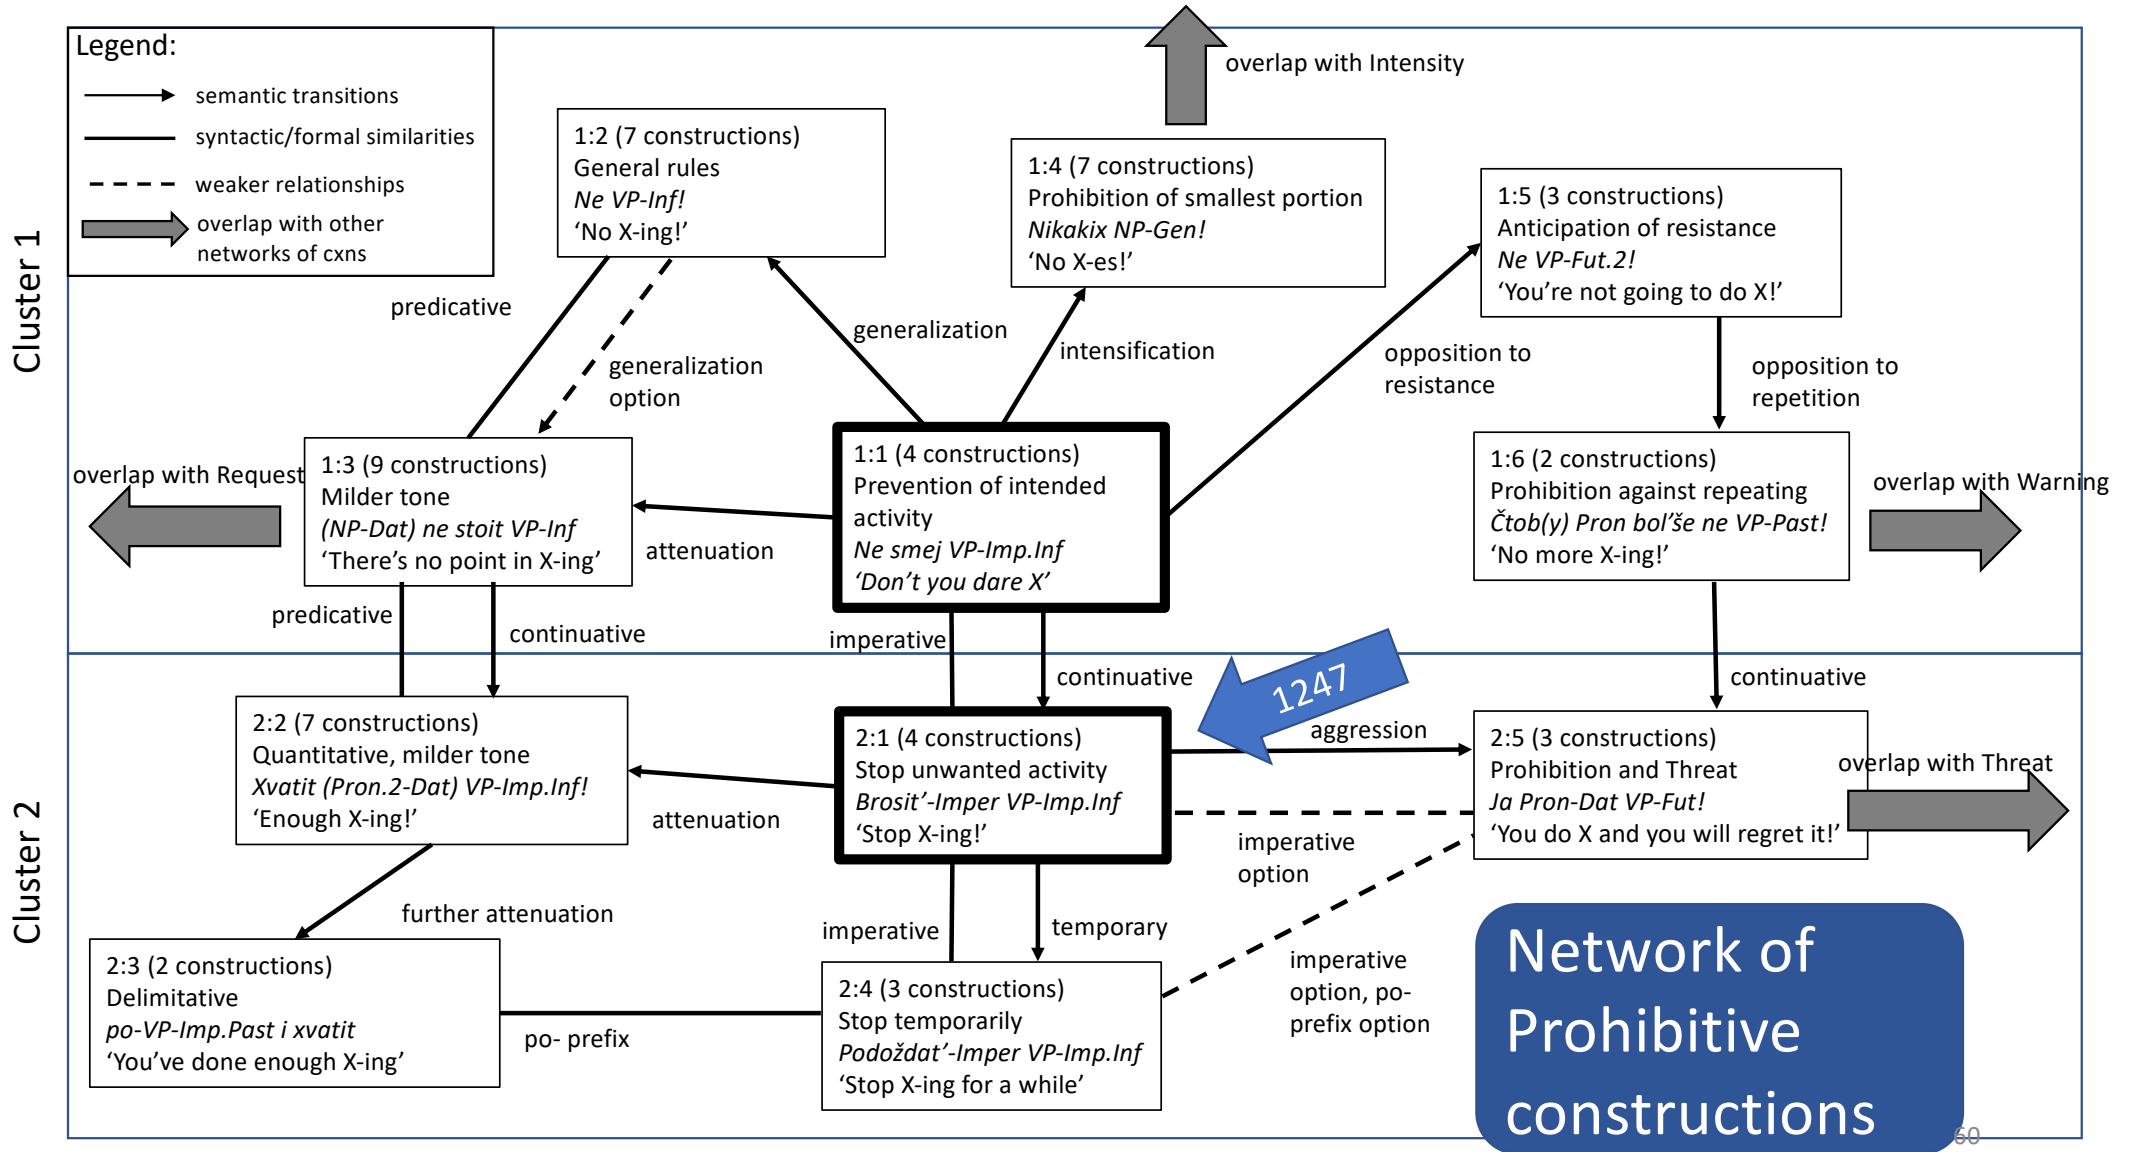 Legend:
semantic transitions
syntactic/formal similarities
weaker relationships
overlap with other
networks of cxns
overlap with Intensity
Cluster 1
1:2 (7 constructions)
General rules
Ne VP-Inf!
‘No X-ing!’
1:4 (7 constructions)
Prohibition of smallest portion
Nikakix NP-Gen!
‘No X-es!’
1:5 (3 constructions)
Anticipation of resistance
Ne VP-Fut.2!
‘You’re not going to do X!’
predicative
generalization
option
generalization
intensification
opposition to
resistance
opposition to
repetition
overlap with Request
1:3 (9 constructions)
Milder tone
(NP-Dat) ne stoit VP-Inf
‘There’s no point in X-ing’
attenuation
1:1 (4 constructions)
Prevention of intended
activity
Ne smej VP-Imp.Inf
‘Don’t you dare X’
1:6 (2 constructions)
Prohibition against repeating
Čtob(y) Pron bol’še ne VP-Past!
‘No more X-ing!’
overlap with Warning
predicative
continuative
imperative
continuative
1247
continuative
Cluster 2
2:2 (7 constructions)
Quantitative, milder tone
Xvatit (Pron.2-Dat) VP-Imp.Inf!
‘Enough X-ing!’
attenuation
2:1 (4 constructions)
Stop unwanted activity
Brosit’-Imper VP-Imp.Inf
‘Stop X-ing!’
aggression
imperative
option
2:5 (3 constructions)
Prohibition and Threat
Ja Pron-Dat VP-Fut!
‘You do X and you will regret it!’
overlap with Threat
further attenuation
imperative
temporary
imperative
option, po-
prefix option
2:3 (2 constructions)
Delimitative
po-VP-Imp.Past i xvatit
‘You’ve done enough X-ing’
po- prefix
2:4 (3 constructions)
Stop temporarily
Podoždat’-Imper VP-Imp.Inf
‘Stop X-ing for a while’
Network of
Prohibitive
constructions
60